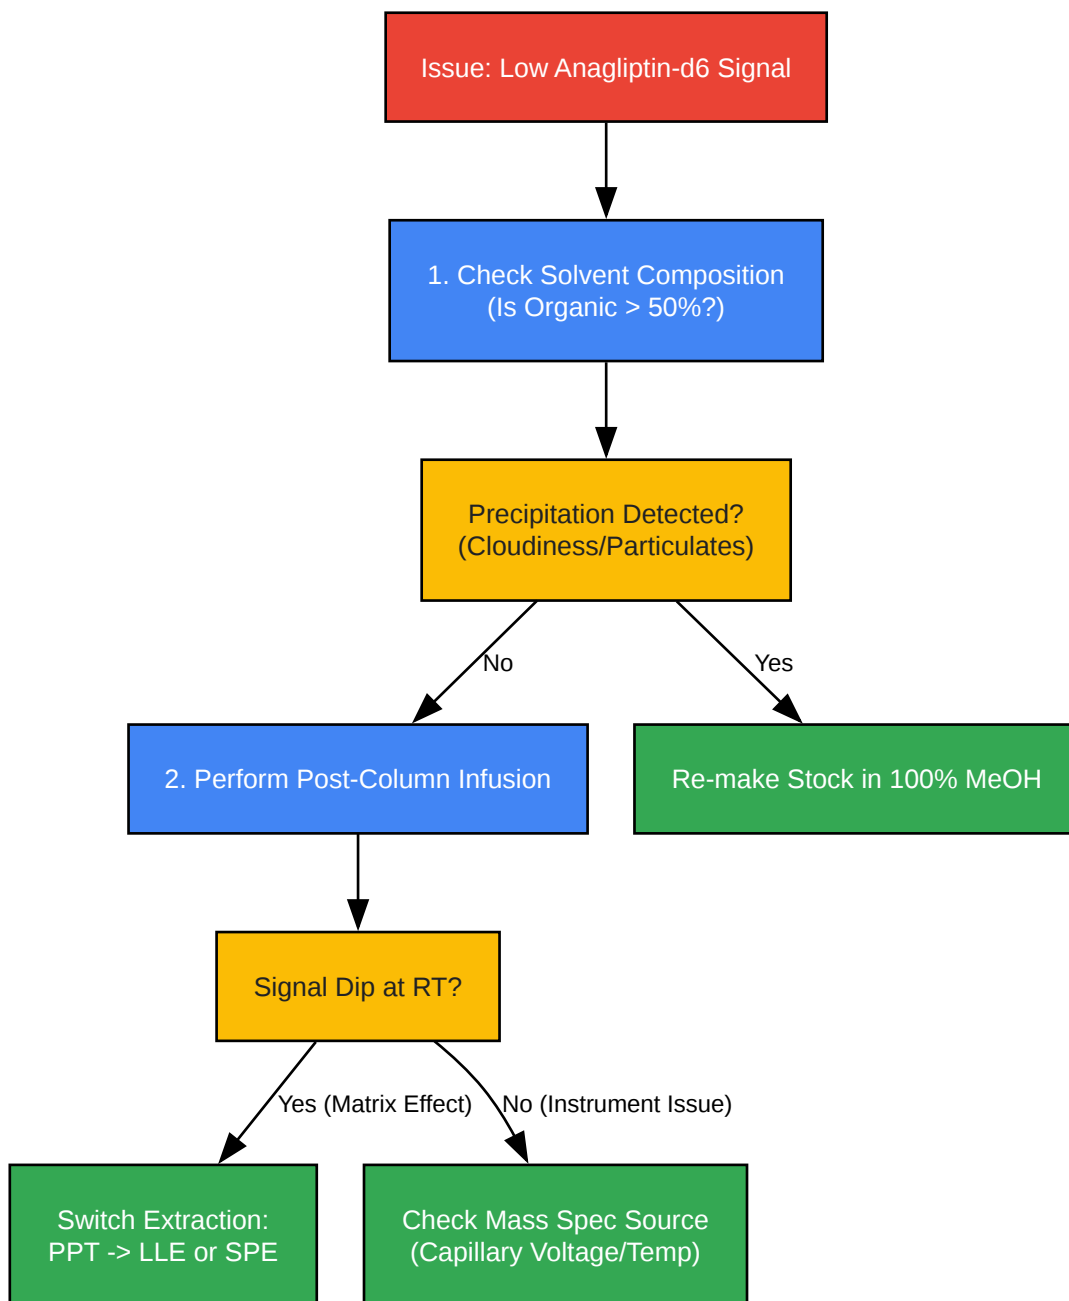 Issue: Low Anagliptin-d6 Signal
1. Check Solvent Composition
(Is Organic > 50%?)
Precipitation Detected?
(Cloudiness/Particulates)
No
Yes
2. Perform Post-Column Infusion
Re-make Stock in 100% MeOH
Signal Dip at RT?
Yes (Matrix Effect)
No (Instrument Issue)
Switch Extraction:
PPT -> LLE or SPE
Check Mass Spec Source
(Capillary Voltage/Temp)